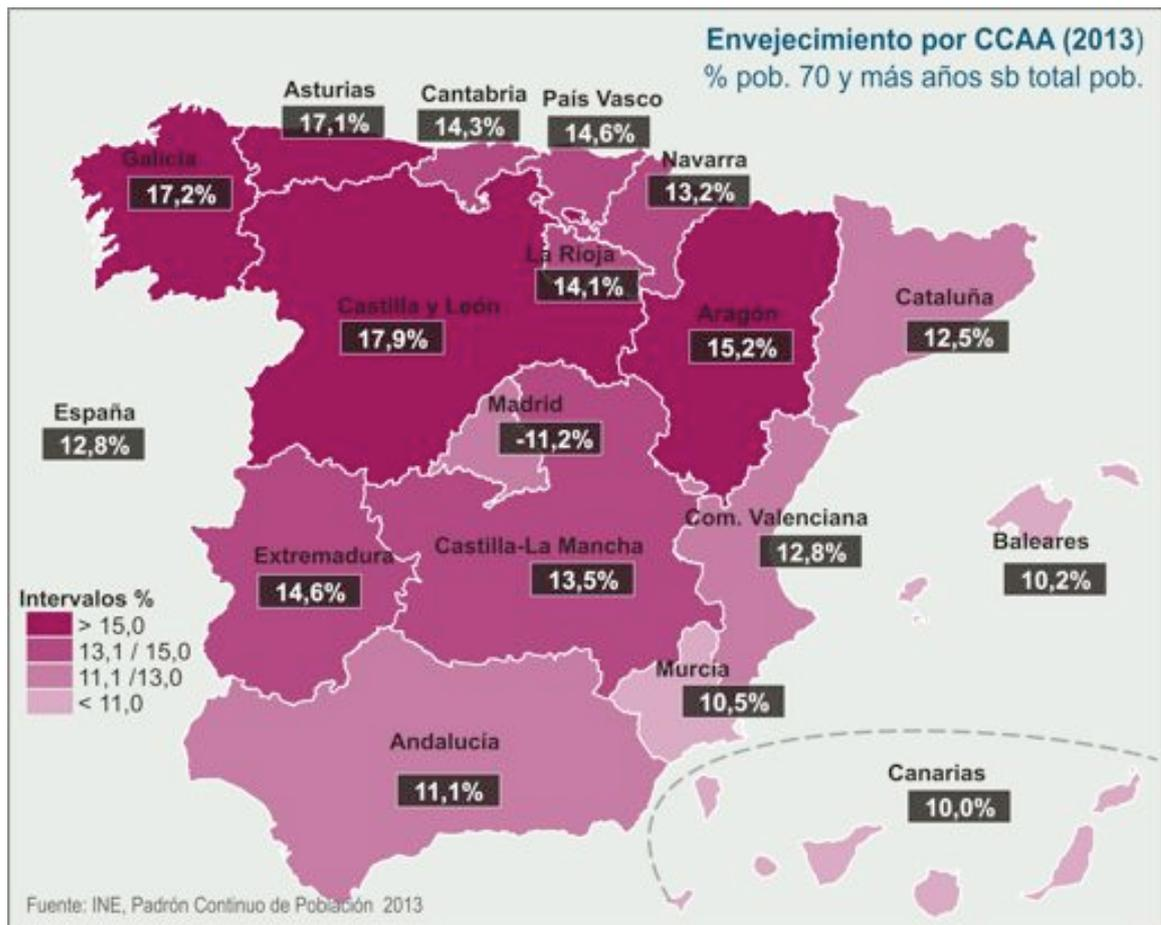 Envejecimiento por CCAA (2013)
% pob. 70 y más años sb total pob.
Asturias
17,1%
Cantabria
14,3%
País Vasco
14,6%
Navarra
13,2%
Galicia
17,2%
La Rioja
14,1%
Castilla y León
17,9%
Aragón
15,2%
Cataluña
12,5%
España
12,8%
Madrid
-11,2%
Com. Valenciana
12,8%
Baleares
10,2%
Extremadura
14,6%
Castilla-La Mancha
13,5%
Intervalos %
> 15,0
13,1 / 15,0
11,1 /13,0
< 11,0
Murcia
10,5%
Andalucía
11,1%
Canarias
10,0%
Fuente: INE, Padrón Continuo de Población 2013